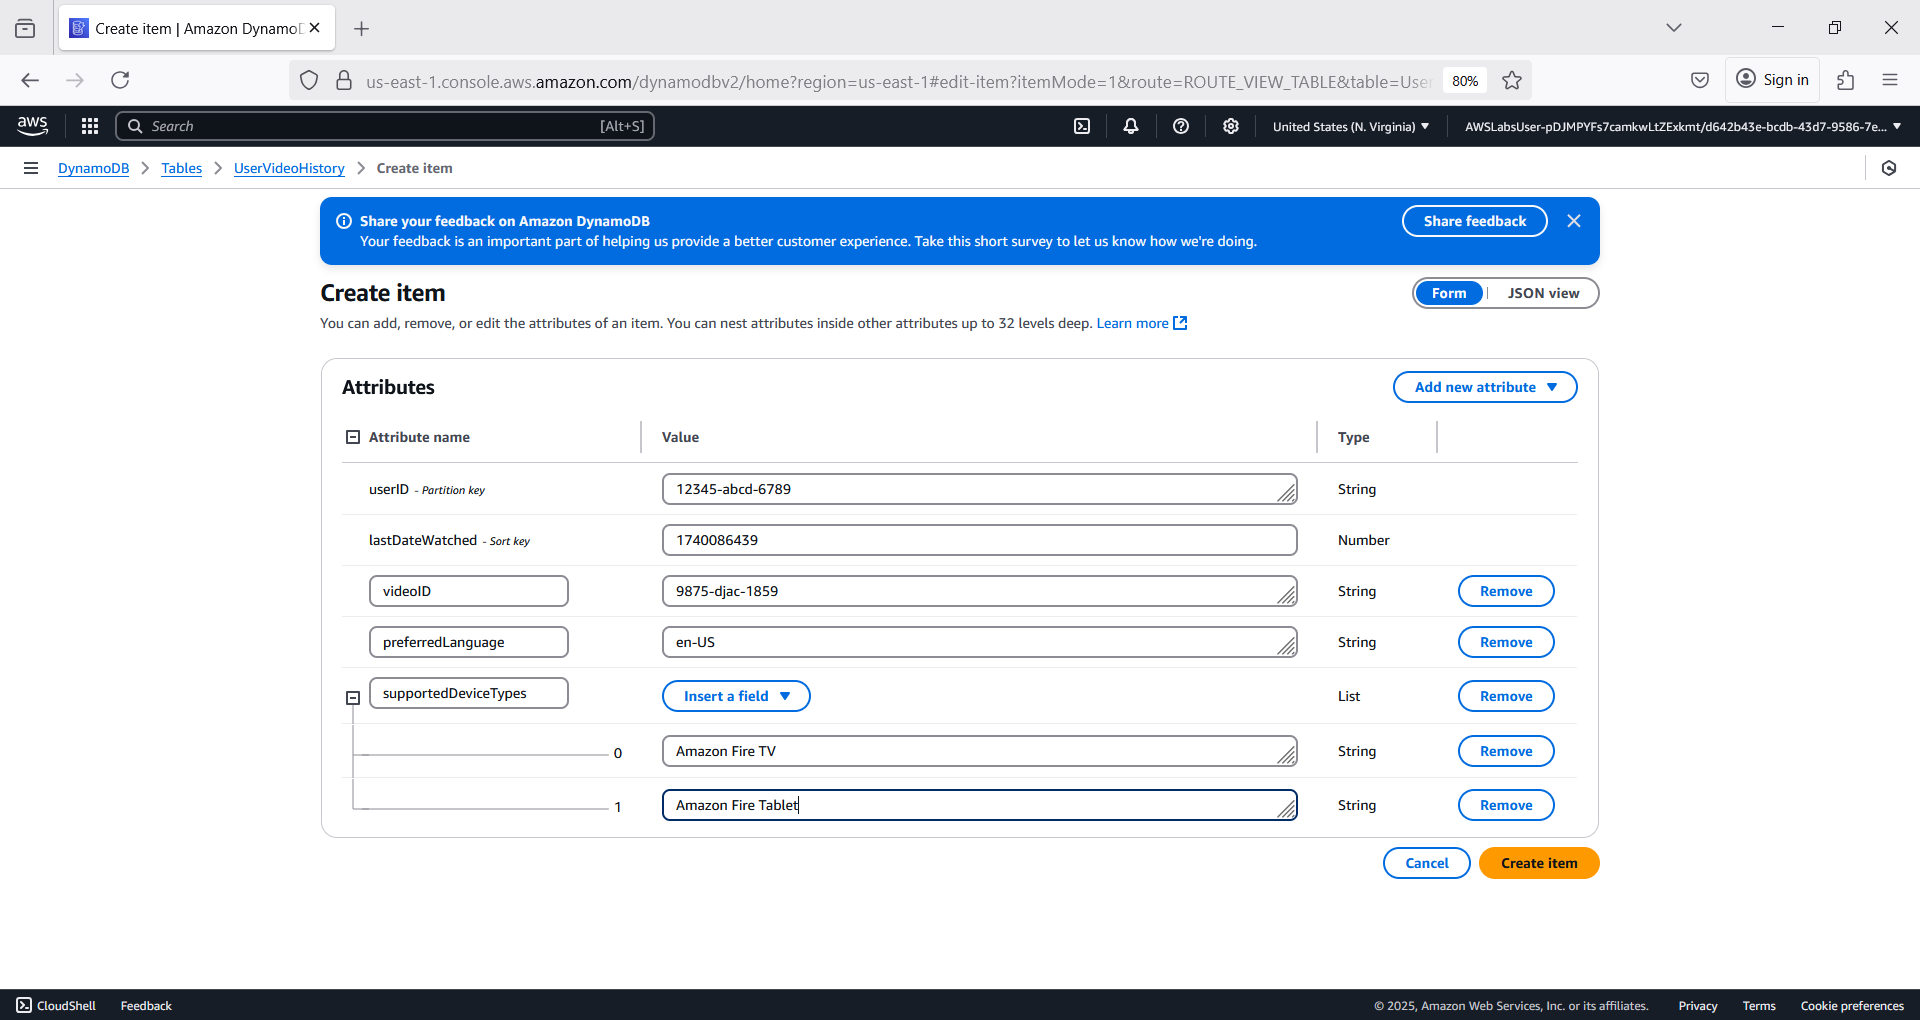 Create item | Amazon Dynamo
us-east-1.console.aws.amazon.com/dynamodbv2/home?region=us-east-1#edit-item?itemMode=1&route=ROUTE_VIEW_TABLE&table=User
80%
Sign in
aws
Search
[Alt+S]
United States (N. Virginia)
AWSLabsUser-pDJMPYFs7camkwLtZExkmt/d642b43e-bcdb-43d7-9586-7e...
DynamoDB
Tables
UserVideoHistory
Create item
Share your feedback on Amazon DynamoDB
Your feedback is an important part of helping us provide a better customer experience. Take this short survey to let us know how we're doing.
Share feedback
Create item
Form
JSON view
You can add, remove, or edit the attributes of an item. You can nest attributes inside other attributes up to 32 levels deep. Learn more
Attributes
Add new attribute
Attribute name
Value
Type
userID - Partition key
12345-abcd-6789
String
lastDateWatched - Sort key
1740086439
Number
videoID
9875-djac-1859
String
Remove
preferredLanguage
en-US
String
Remove
supportedDeviceTypes
Insert a field
List
Remove
0
Amazon Fire TV
String
Remove
1
Amazon Fire Tablet
String
Remove
Cancel
Create item
CloudShell
Feedback
© 2025, Amazon Web Services, Inc. or its affiliates.
Privacy
Terms
Cookie preferences